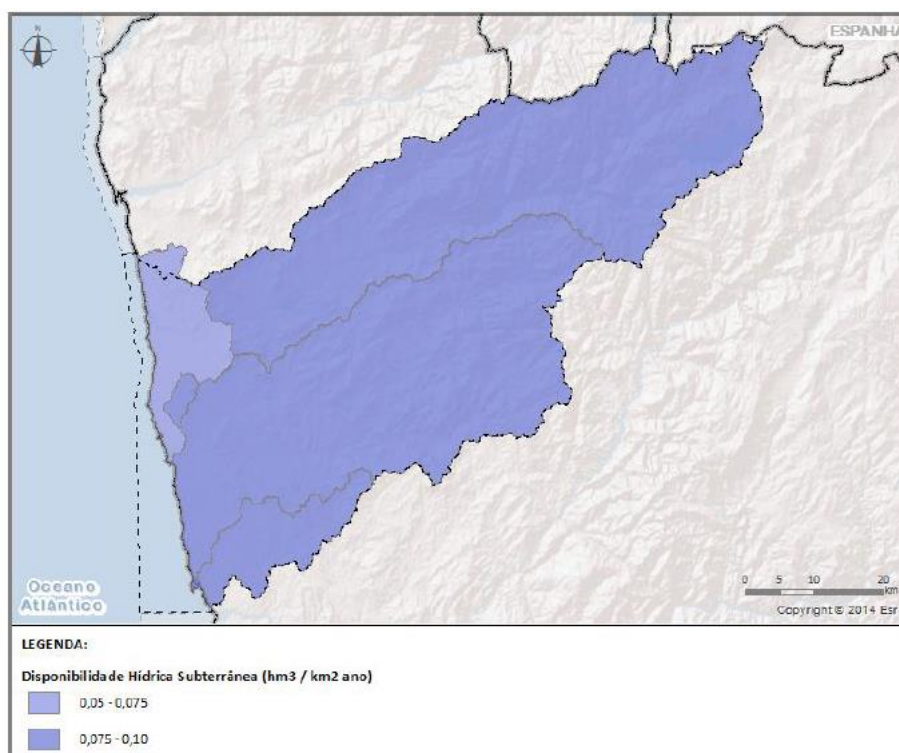 N
ESPANHA
Oceano
Atlântico
0 5 10 20
km
Copyright © 2014 Esr
LEGENDA:
Disponibilidade Hídrica Subterrânea (hm3 / km2 ano)
0,05 - 0,075
0,075 - 0,10